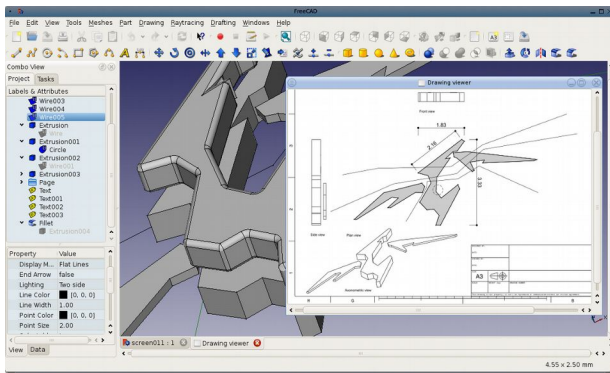 FreeCAD
File Edit View Tools Meshes Part Drawing Raytracing Drafting Windows Help
Combo View
Project Tasks
Labels & Attributes
Wire003
Wire004
Wire005
Extrusion
Wire
Extrusion001
Circle
Extrusion002
Wire001
Extrusion003
Page
Text
Text001
Text002
Text003
Fillet
Extrusion004
Property Value
Display M... Flat Lines
End Arrow false
Lighting Two side
Line Color [0, 0, 0]
Line Width 1.00
Point Color [0, 0, 0]
Point Size 2.00
View Data
Drawing viewer
Front view
1.83
2.18
3.33
Side view
Plan view
Axonometric view
A3
screen011 : 1
Drawing viewer
4.55 x 2.50 mm